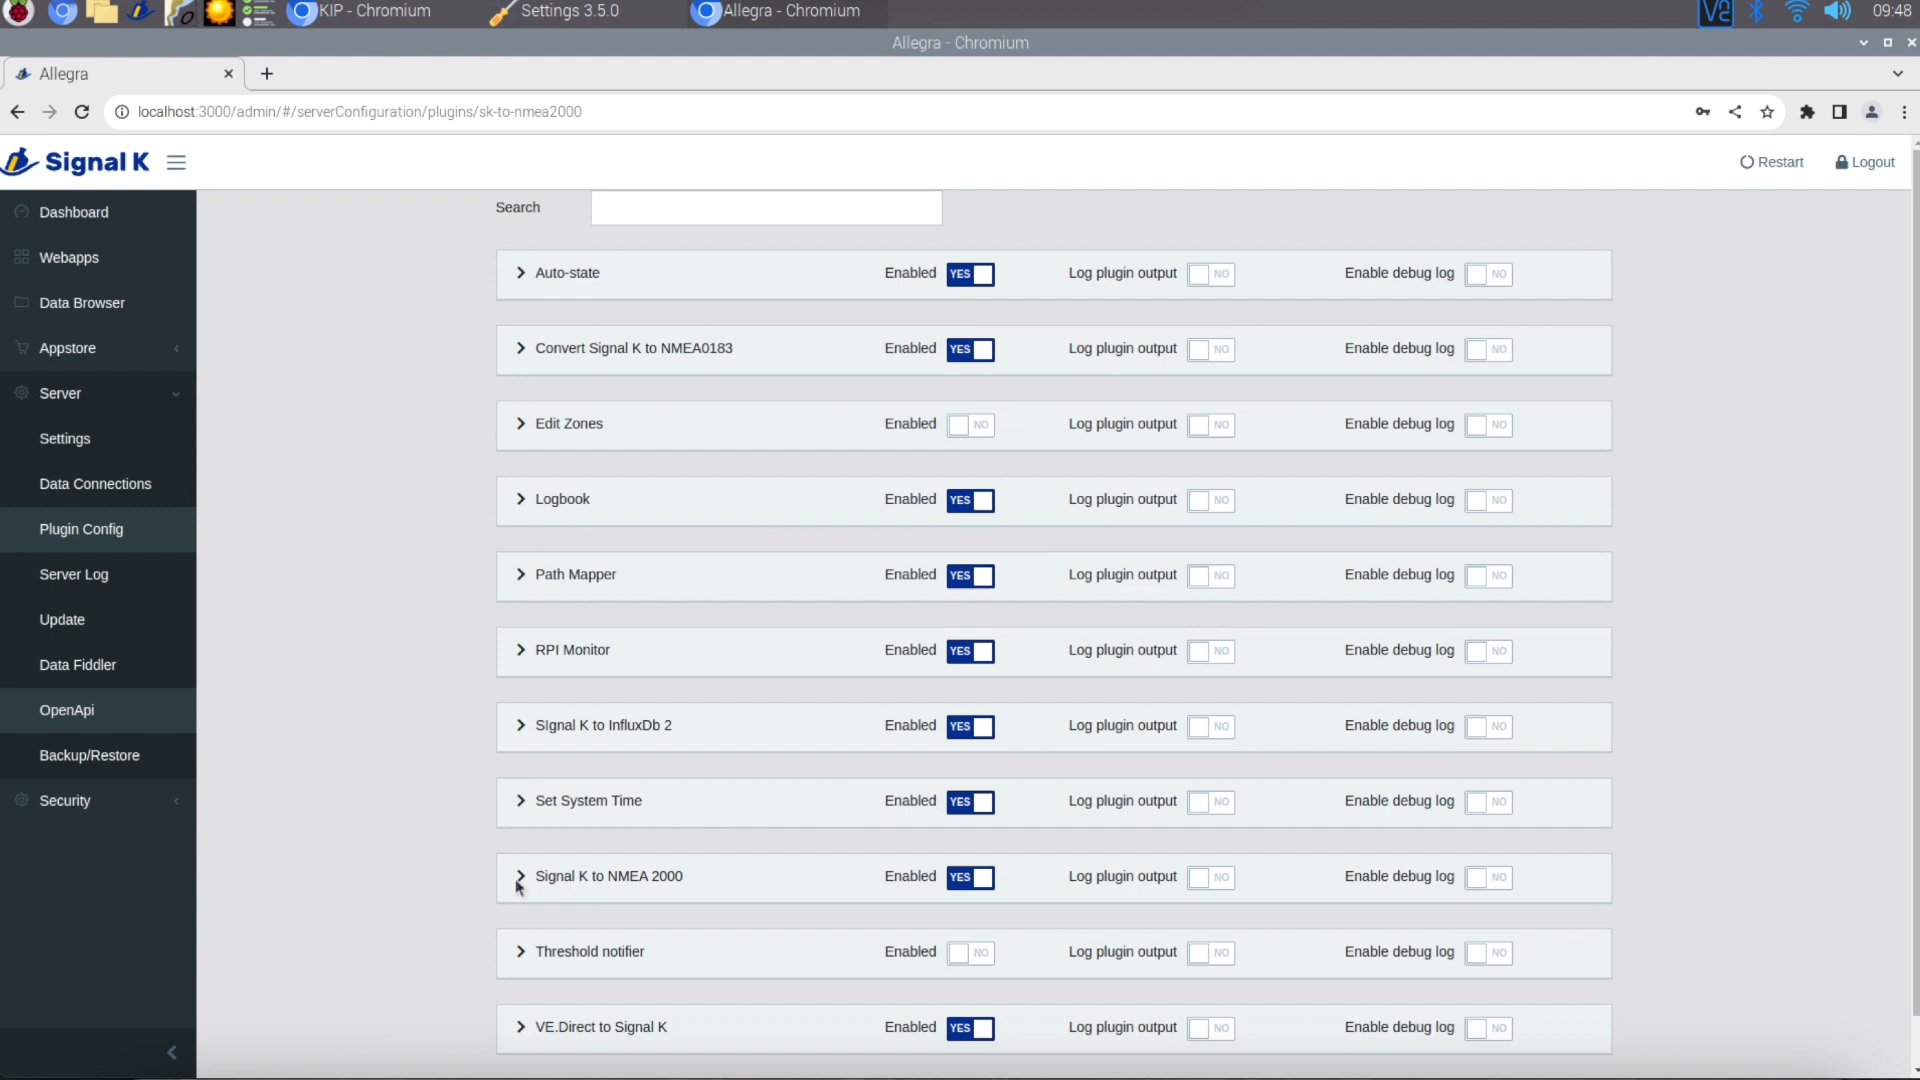 KIP - Chromium
Settings 3.5.0
Allegra - Chromium
V2
09:48
Allegra - Chromium
Allegra
localhost:3000/admin/#/serverConfiguration/plugins/sk-to-nmea2000
Signal K
Restart
Logout
Dashboard
Webapps
Data Browser
Appstore
Server
Settings
Data Connections
Plugin Config
Server Log
Update
Data Fiddler
OpenApi
Backup/Restore
Security
Search
Auto-state Enabled YES Log plugin output NO Enable debug log NO
Convert Signal K to NMEA0183 Enabled YES Log plugin output NO Enable debug log NO
Edit Zones Enabled NO Log plugin output NO Enable debug log NO
Logbook Enabled YES Log plugin output NO Enable debug log NO
Path Mapper Enabled YES Log plugin output NO Enable debug log NO
RPI Monitor Enabled YES Log plugin output NO Enable debug log NO
SIgnal K to InfluxDb 2 Enabled YES Log plugin output NO Enable debug log NO
Set System Time Enabled YES Log plugin output NO Enable debug log NO
Signal K to NMEA 2000 Enabled YES Log plugin output NO Enable debug log NO
Threshold notifier Enabled NO Log plugin output NO Enable debug log NO
VE.Direct to Signal K Enabled YES Log plugin output NO Enable debug log NO